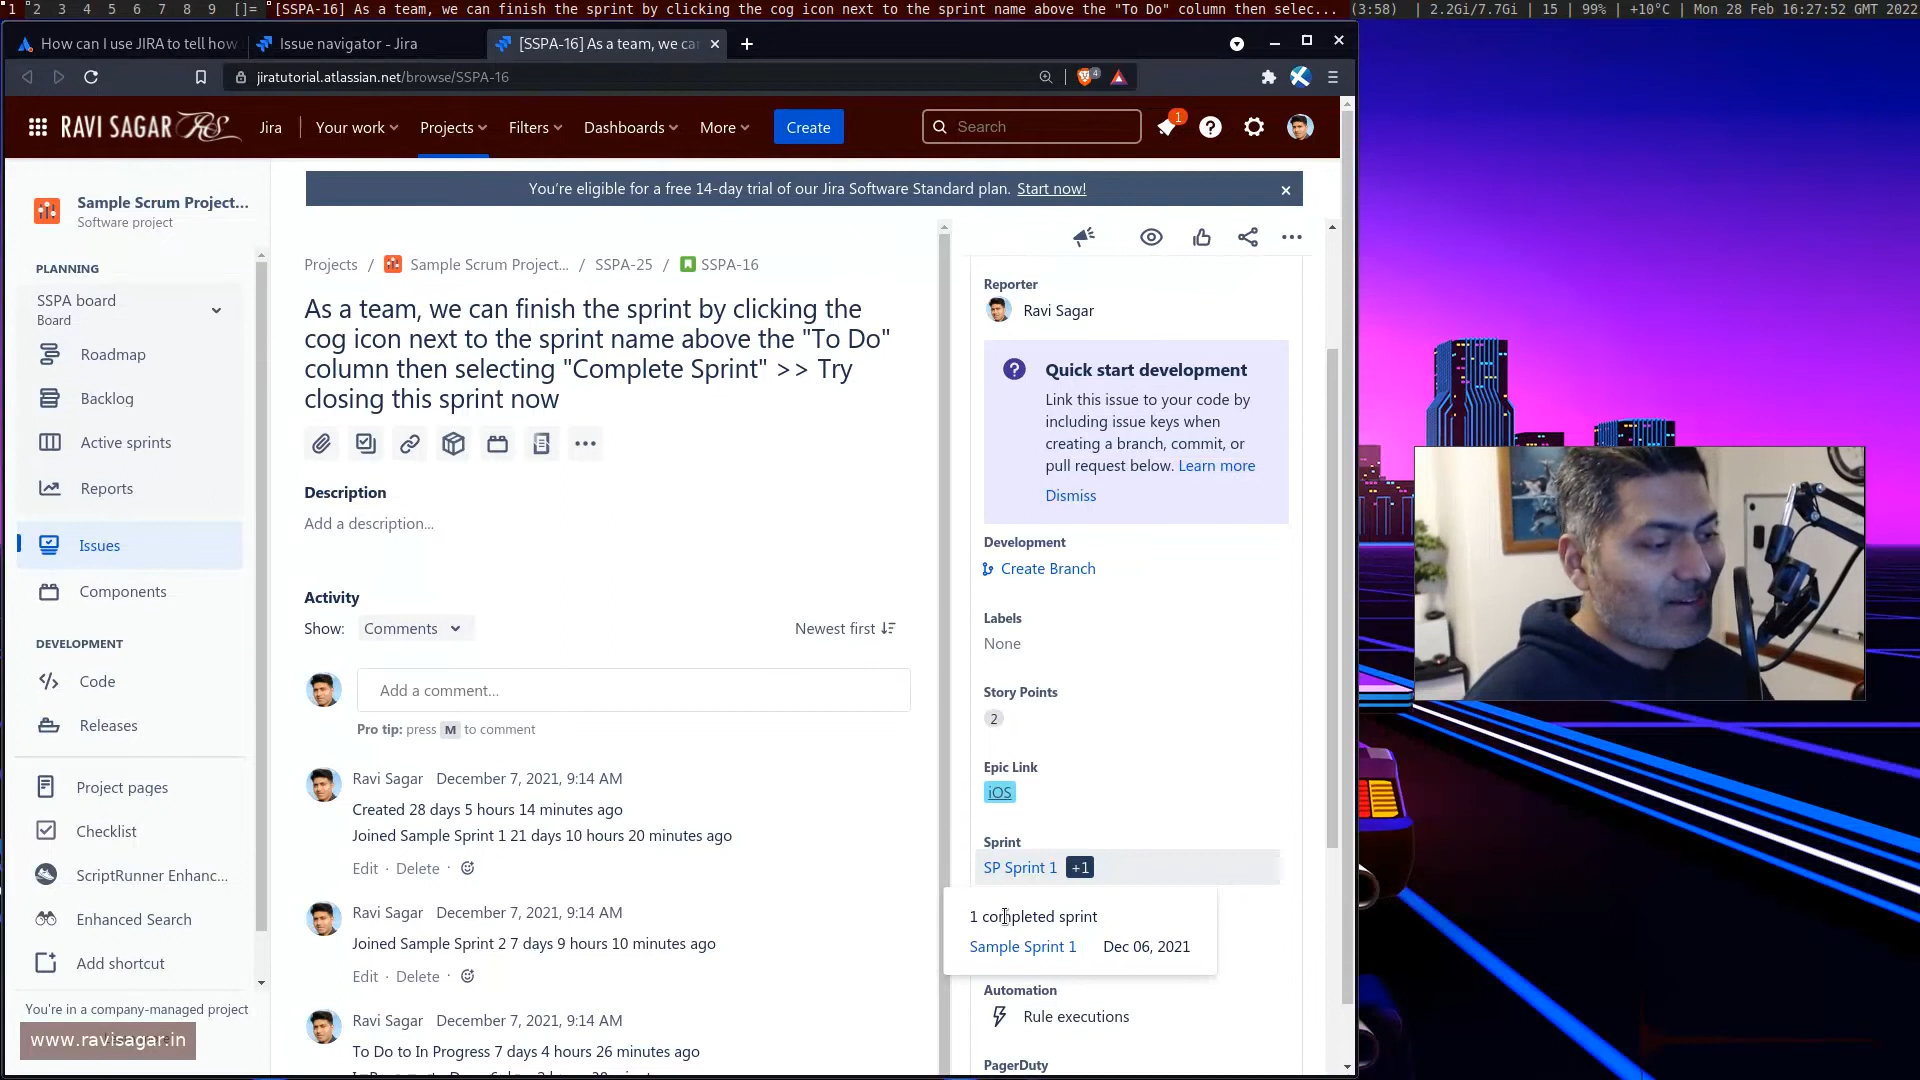 1 2 3 4 5 6 7 8 9 []= [SSPA-16] As a team, we can finish the sprint by clicking the cog icon next to the sprint name above the "To Do" column then selec... (3:58) | 2.2Gi/7.7Gi | 15 | 99% | +10°C | Mon 28 Feb 16:27:52 GMT 2022
How can I use JIRA to tell how
Issue navigator - Jira
[SSPA-16] As a team, we ca
jiratutorial.atlassian.net/browse/SSPA-16
4
RAVI SAGAR RS
Jira
Your work
Projects
Filters
Dashboards
More
Create
Search
1
You're eligible for a free 14-day trial of our Jira Software Standard plan. Start now!
Sample Scrum Project...
Software project
PLANNING
SSPA board
Board
Roadmap
Backlog
Active sprints
Reports
Issues
Components
DEVELOPMENT
Code
Releases
Project pages
Checklist
ScriptRunner Enhanc...
Enhanced Search
Add shortcut
You're in a company-managed project
www.ravisagar.in
Projects / Sample Scrum Project... / SSPA-25 / SSPA-16
As a team, we can finish the sprint by clicking the
cog icon next to the sprint name above the "To Do"
column then selecting "Complete Sprint" >> Try
closing this sprint now
Description
Add a description...
Activity
Show: Comments
Newest first
Add a comment...
Pro tip: press M to comment
Ravi Sagar December 7, 2021, 9:14 AM
Created 28 days 5 hours 14 minutes ago
Joined Sample Sprint 1 21 days 10 hours 20 minutes ago
Edit · Delete ·
Ravi Sagar December 7, 2021, 9:14 AM
Joined Sample Sprint 2 7 days 9 hours 10 minutes ago
Edit · Delete ·
Ravi Sagar December 7, 2021, 9:14 AM
To Do to In Progress 7 days 4 hours 26 minutes ago
Reporter
Ravi Sagar
Quick start development
Link this issue to your code by
including issue keys when
creating a branch, commit, or
pull request below. Learn more
Dismiss
Development
Create Branch
Labels
None
Story Points
2
Epic Link
iOS
Sprint
SP Sprint 1 +1
1 completed sprint
Sample Sprint 1 Dec 06, 2021
Automation
Rule executions
PagerDuty